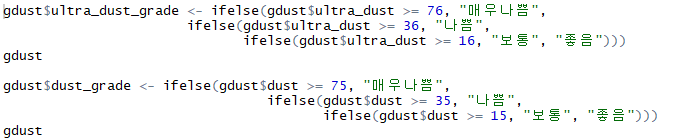 gdust$ultra_dust_grade <- ifelse(gdust$ultra_dust >= 76, "매우나쁨",
ifelse(gdust$ultra_dust >= 36, "나쁨",
ifelse(gdust$ultra_dust >= 16, "보통", "좋음")))
gdust
gdust$dust_grade <- ifelse(gdust$dust >= 75, "매우나쁨",
ifelse(gdust$dust >= 35, "나쁨",
ifelse(gdust$dust >= 15, "보통", "좋음")))
gdust